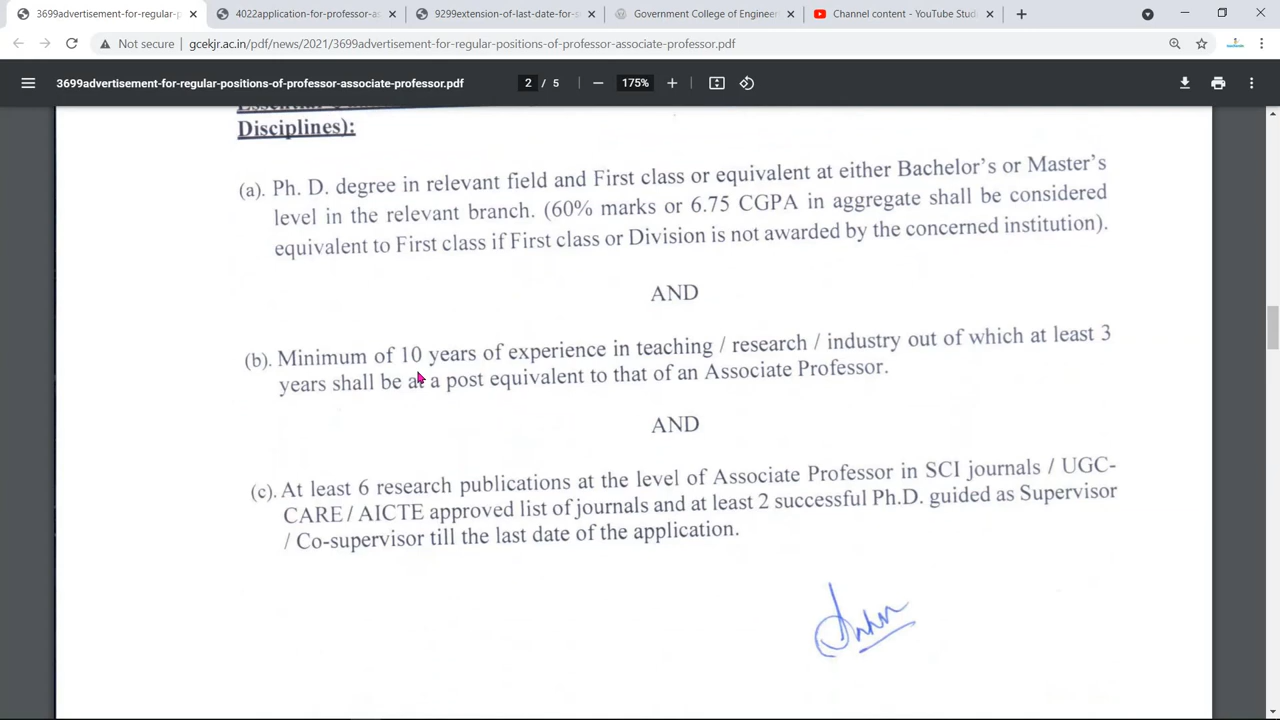 3699advertisement-for-regular-p
4022application-for-professor-a
9299extension-of-last-date-for-s
Government College of Engineer
Channel content - YouTube Stud
Not secure
gcekjr.ac.in/pdf/news/2021/3699advertisement-for-regular-positions-of-professor-associate-professor.pdf
3699advertisement-for-regular-positions-of-professor-associate-professor.pdf
2 / 5
175%
Disciplines):
(a). Ph. D. degree in relevant field and First class or equivalent at either Bachelor's or Master's
level in the relevant branch. (60% marks or 6.75 CGPA in aggregate shall be considered
equivalent to First class if First class or Division is not awarded by the concerned institution).
AND
(b). Minimum of 10 years of experience in teaching / research / industry out of which at least 3
years shall be at a post equivalent to that of an Associate Professor.
AND
(c). At least 6 research publications at the level of Associate Professor in SCI journals / UGC-
CARE / AICTE approved list of journals and at least 2 successful Ph.D. guided as Supervisor
/ Co-supervisor till the last date of the application.